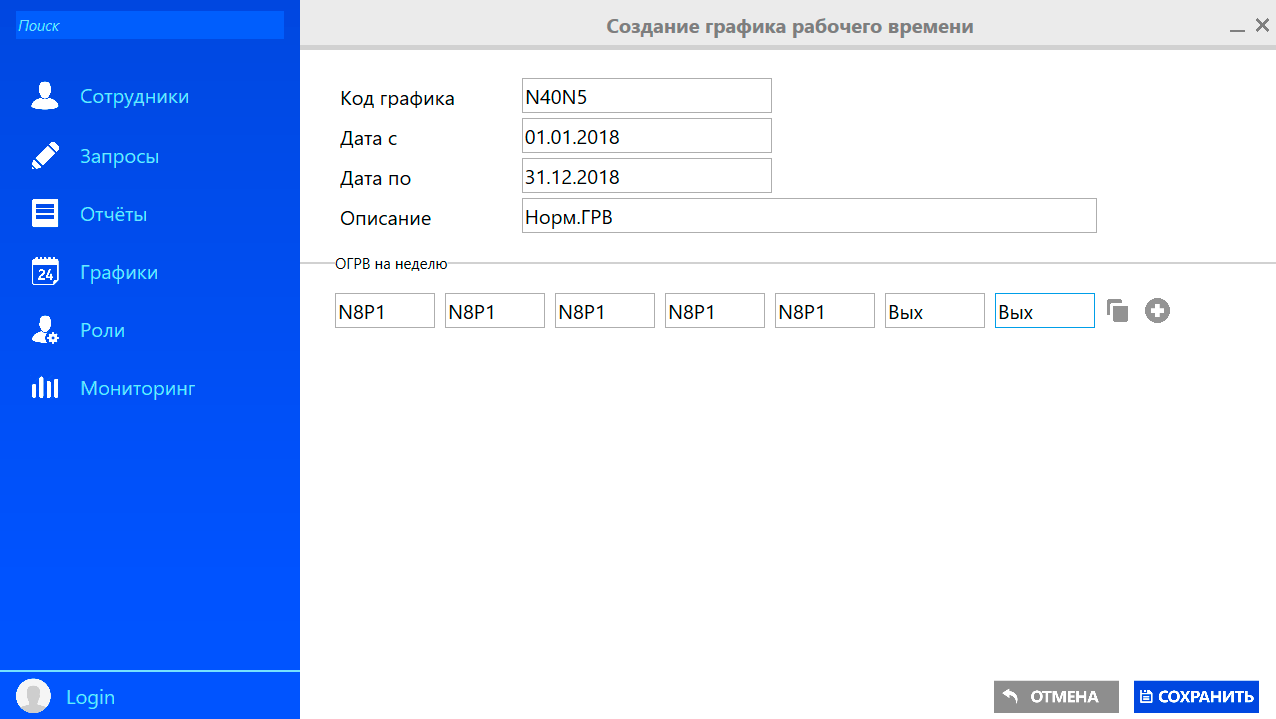 Поиск
Создание графика рабочего времени
Сотрудники
Запросы
Отчёты
24
Графики
Роли
Мониторинг
Login
Код графика N40N5
Дата с 01.01.2018
Дата по 31.12.2018
Описание Норм.ГРВ
ОГРВ на неделю
N8P1 N8P1 N8P1 N8P1 N8P1 Вых Вых
ОТМЕНА СОХРАНИТЬ